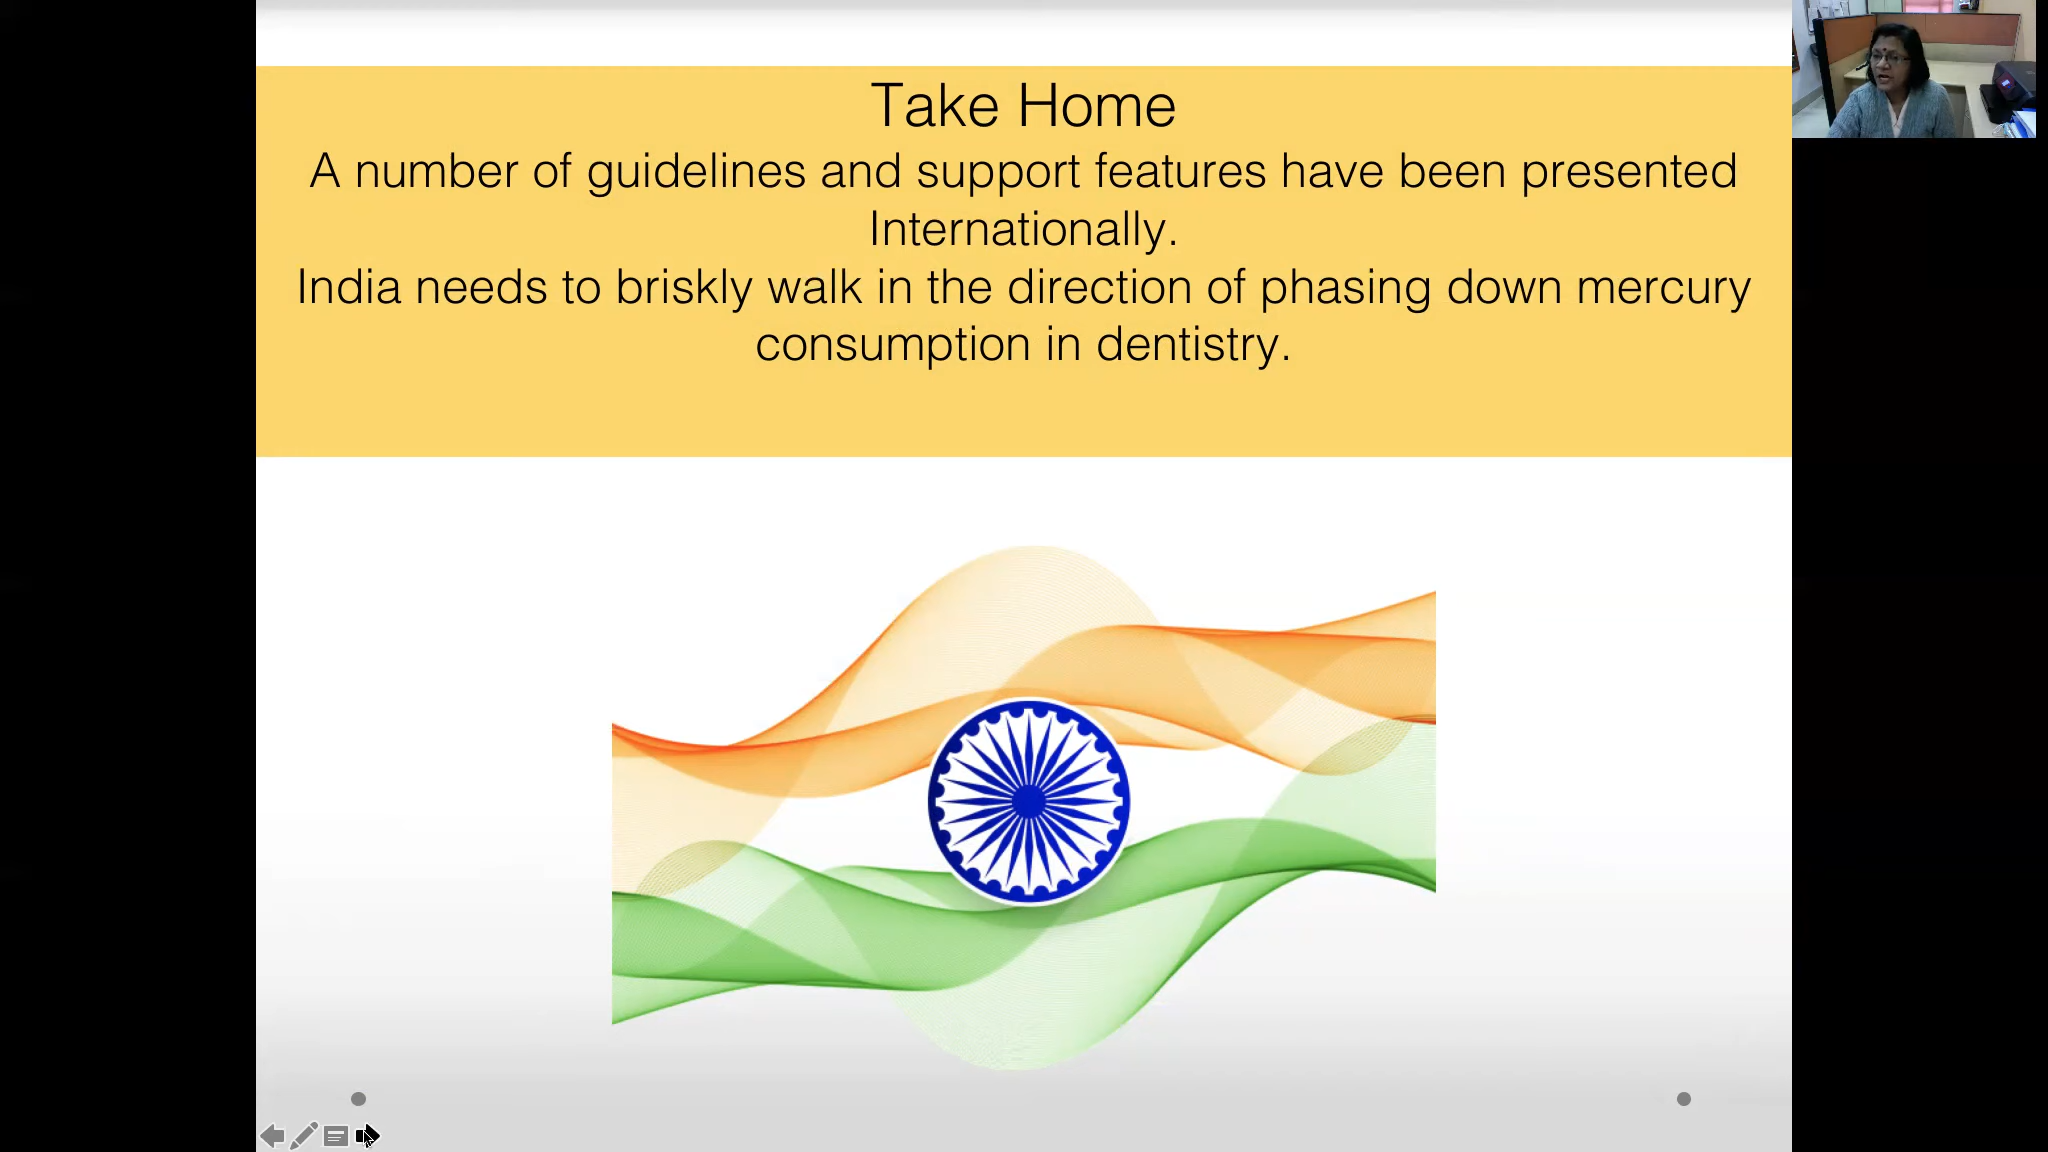 Take Home
A number of guidelines and support features have been presented
Internationally.
India needs to briskly walk in the direction of phasing down mercury
consumption in dentistry.